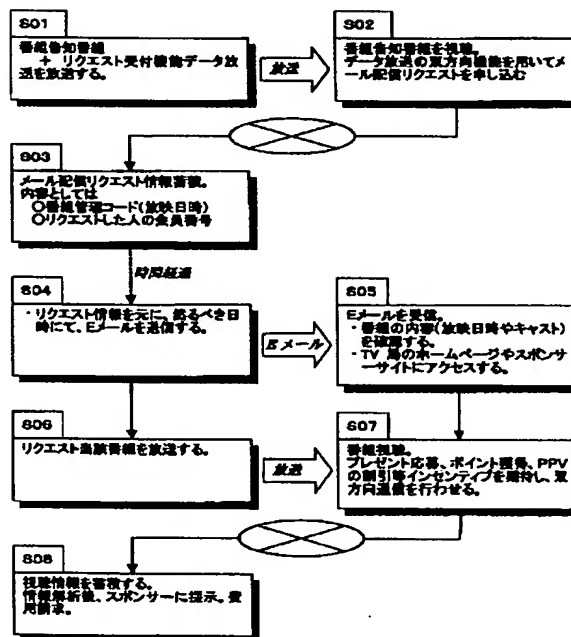 S01
番組告知番組
+ リクエスト受付機能データ放
送を放送する。
放送
S02
番組告知番組を視聴。
データ放送の双方向機能を用いてメ
ール配信リクエストを申し込む
S03
メール配信リクエスト情報蓄積。
内容としては
○番組管理コード(放映日時)
○リクエストした人の会員番号
時間経過
S04
・リクエスト情報を元に、然るべき日
時にて、Eメールを送信する。
Eメール
S05
Eメールを受信。
・番組の内容(放映日時やキャスト)
を確認する。
・TV 局のホームページやスポンサ
ーサイトにアクセスする。
S06
リクエスト当該番組を放送する。
放送
S07
番組視聴。
プレゼント応募、ポイント獲得、PPV
の割引等インセンティブを期待し、双
方向通信を行わせる。
S08
視聴情報を蓄積する。
情報解析後、スポンサーに提示。費
用請求。